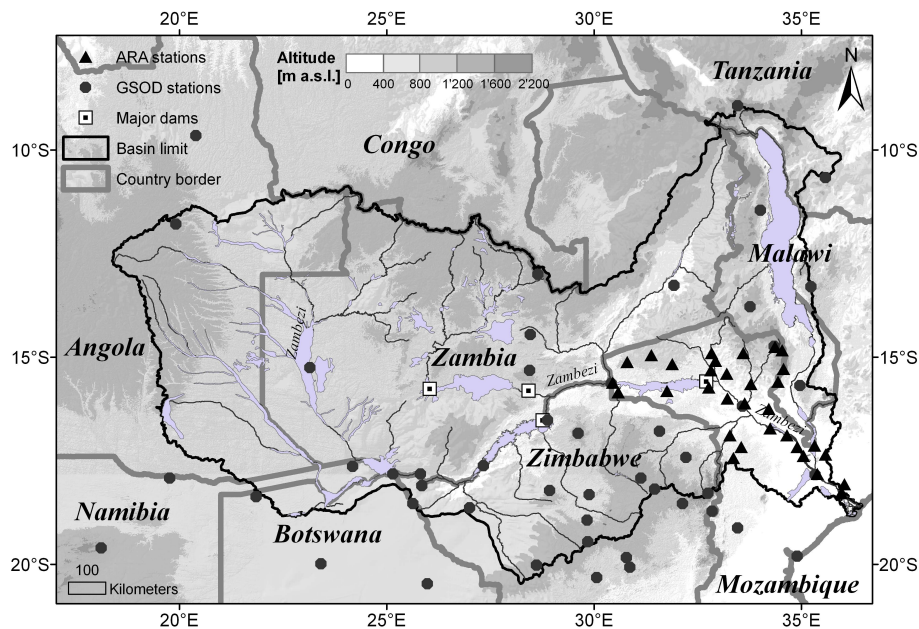 20°E 25°E 30°E 35°E
ARA stations
GSOD stations
Major dams
Basin limit
Country border
Altitude
[m a.s.l.]
0 400 800 1'200 1'600 2'200
N
Tanzania
Congo
10°S 10°S
Malawi
Zambezi
Angola
15°S 15°S
Zambia
Zambezi
Zambezi
Zimbabwe
Namibia
Botswana
20°S 20°S
Mozambique
100
Kilometers
20°E 25°E 30°E 35°E